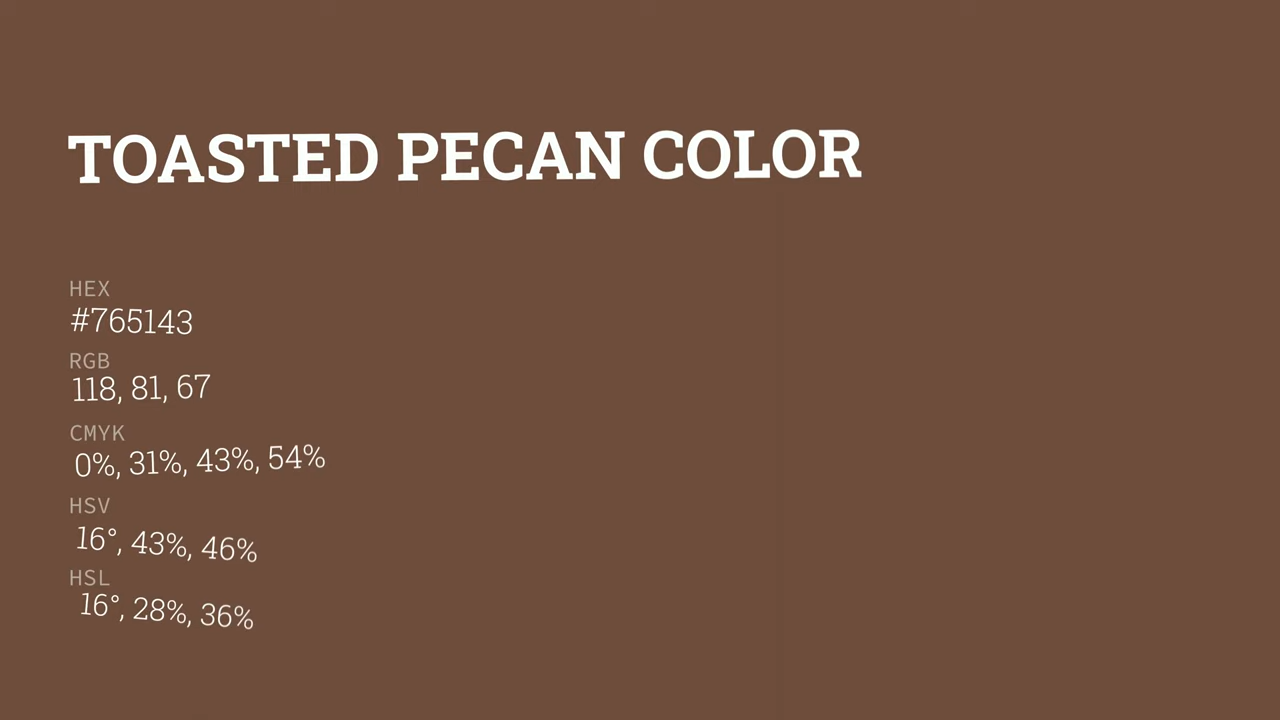 TOASTED PECAN COLOR
HEX
#765143
RGB
118, 81, 67
CMYK
0%, 31%, 43%, 54%
HSV
16°, 43%, 46%
HSL
16°, 28%, 36%